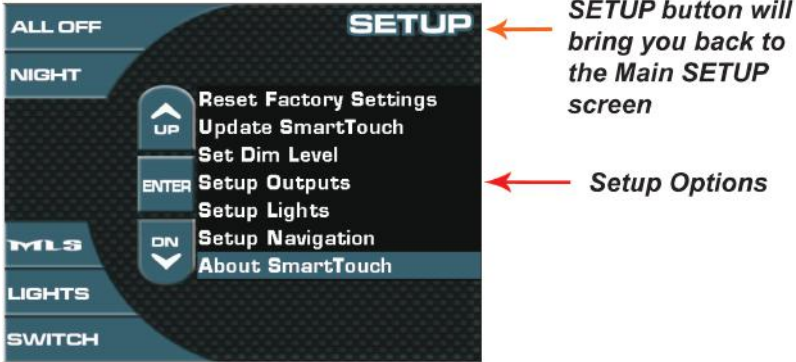 ALL OFF
NIGHT
SETUP
SETUP button will
bring you back to
the Main SETUP
screen
UP
ENTER
DN
Reset Factory Settings
Update SmartTouch
Set Dim Level
Setup Outputs
Setup Lights
Setup Navigation
About SmartTouch
Setup Options
MLS
LIGHTS
SWITCH